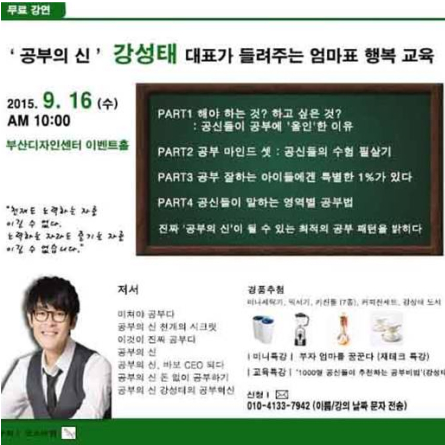 무료 강연
‘ 공부의 신 ’ 강성태 대표가 들려주는 엄마표 행복 교육
2015. 9. 16 (수)
AM 10:00
부산디자인센터 이벤트홀
PART1 해야 하는 것? 하고 싶은 것?
: 공신들이 공부에 '올인'한 이유
PART2 공부 마인드 셋 : 공신들의 수험 필살기
PART3 공부 잘하는 아이들에겐 특별한 1%가 있다
PART4 공신들이 말하는 영역별 공부법
진짜 '공부의 신'이 될 수 있는 최적의 공부 패턴을 밝히다
"천재도 노력하는 자를
이길 수 없다.
노력하는 자라도 즐기는 자를
이길 수 없습니다."
저서
미쳐야 공부다
공부의 신 천개의 시크릿
이것이 진짜 공부다
공부의 신
공부의 신, 바보 CEO 되다
공부의 신 돈 없이 공부하기
공부의 신 강성태의 공부혁신
경품추첨
미니세탁기, 믹서기, 키친툴 (7종), 커피잔세트, 강성태 도서
| 미니특강 | 부자 엄마를 꿈꾼다 (재테크 특강)
| 교육특강 | '1000명 공신들이 추천하는 공부비법'(강성태
신청 |
010-4133-7942 (이름/강의 날짜 문자 전송)